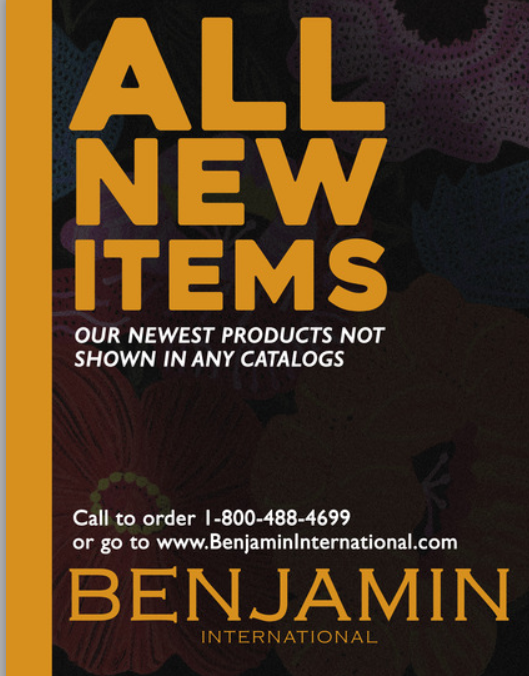 ALL
NEW
ITEMS
OUR NEWEST PRODUCTS NOT
SHOWN IN ANY CATALOGS
Call to order 1-800-488-4699
or go to www.BenjaminInternational.com
BENJAMIN
INTERNATIONAL